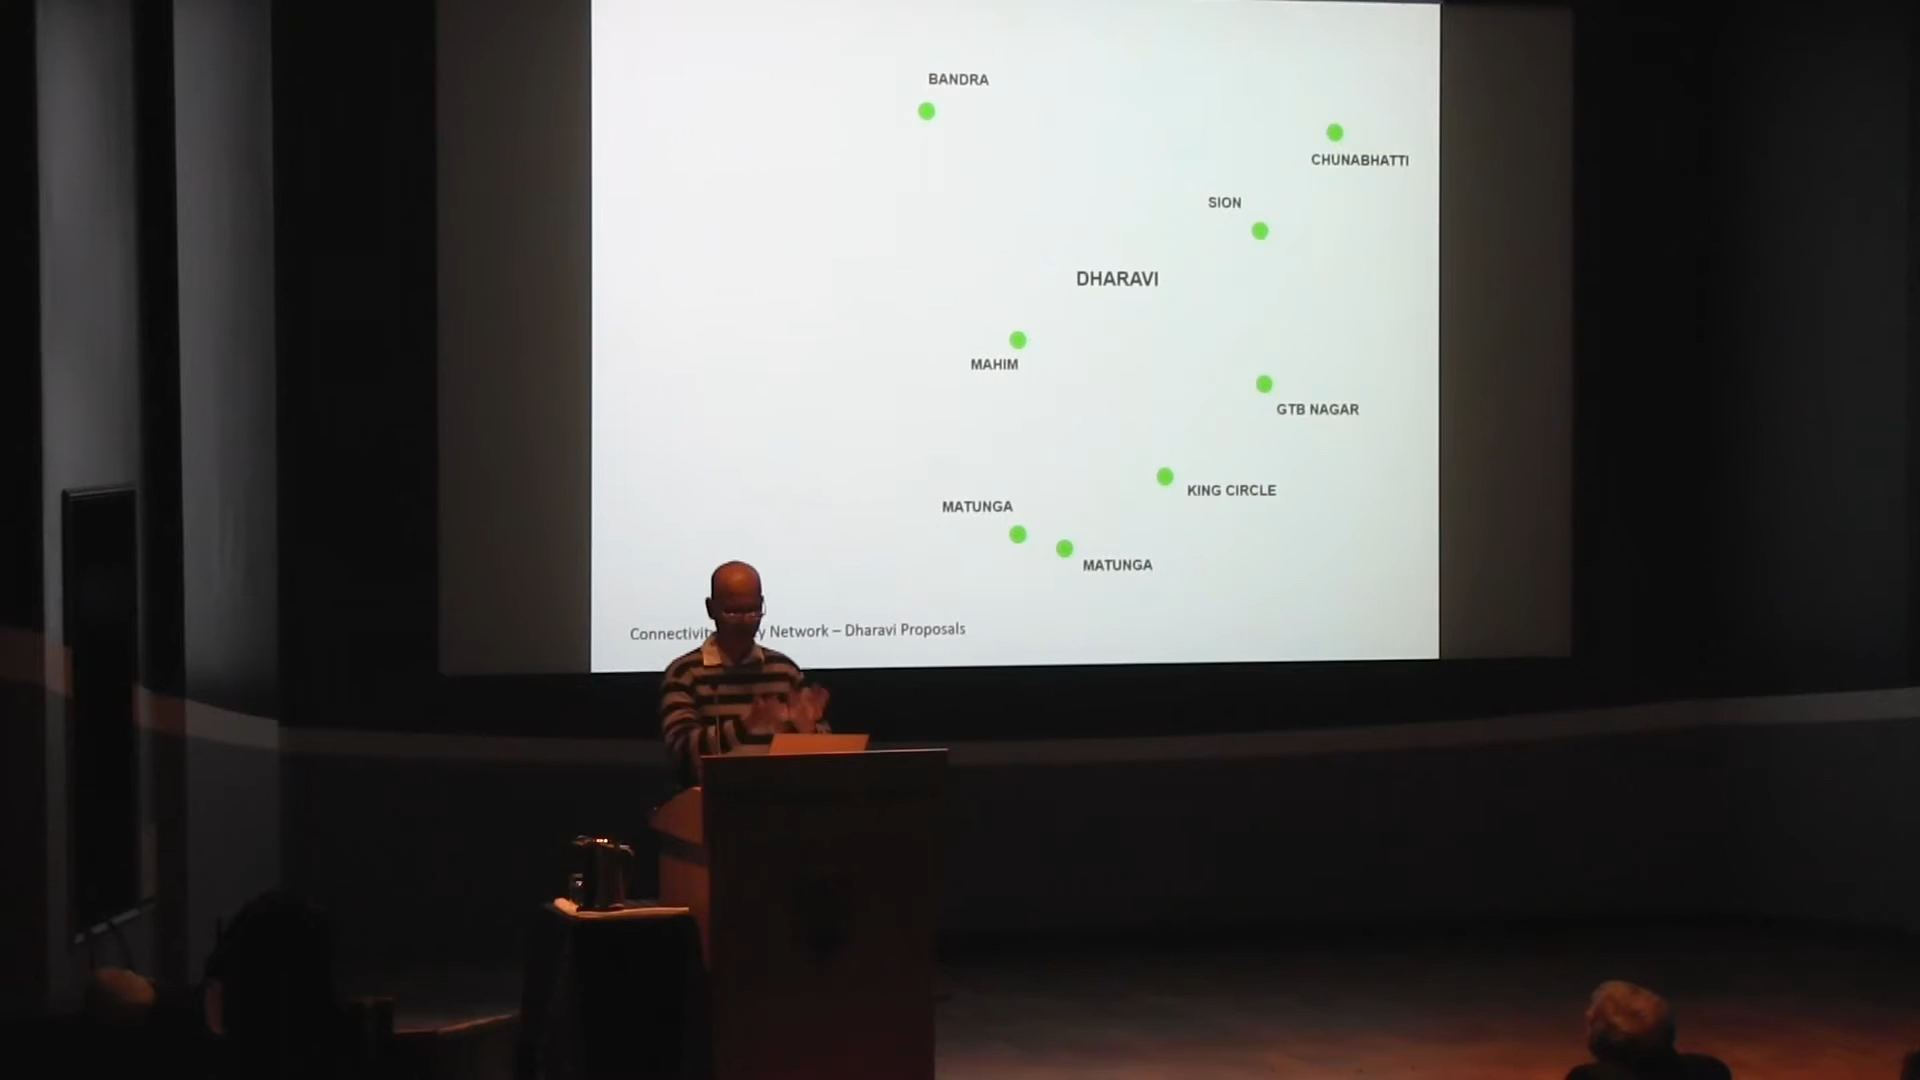 BANDRA
CHUNABHATTI
SION
DHARAVI
MAHIM
GTB NAGAR
KING CIRCLE
MATUNGA
MATUNGA
Network – Dharavi Proposals